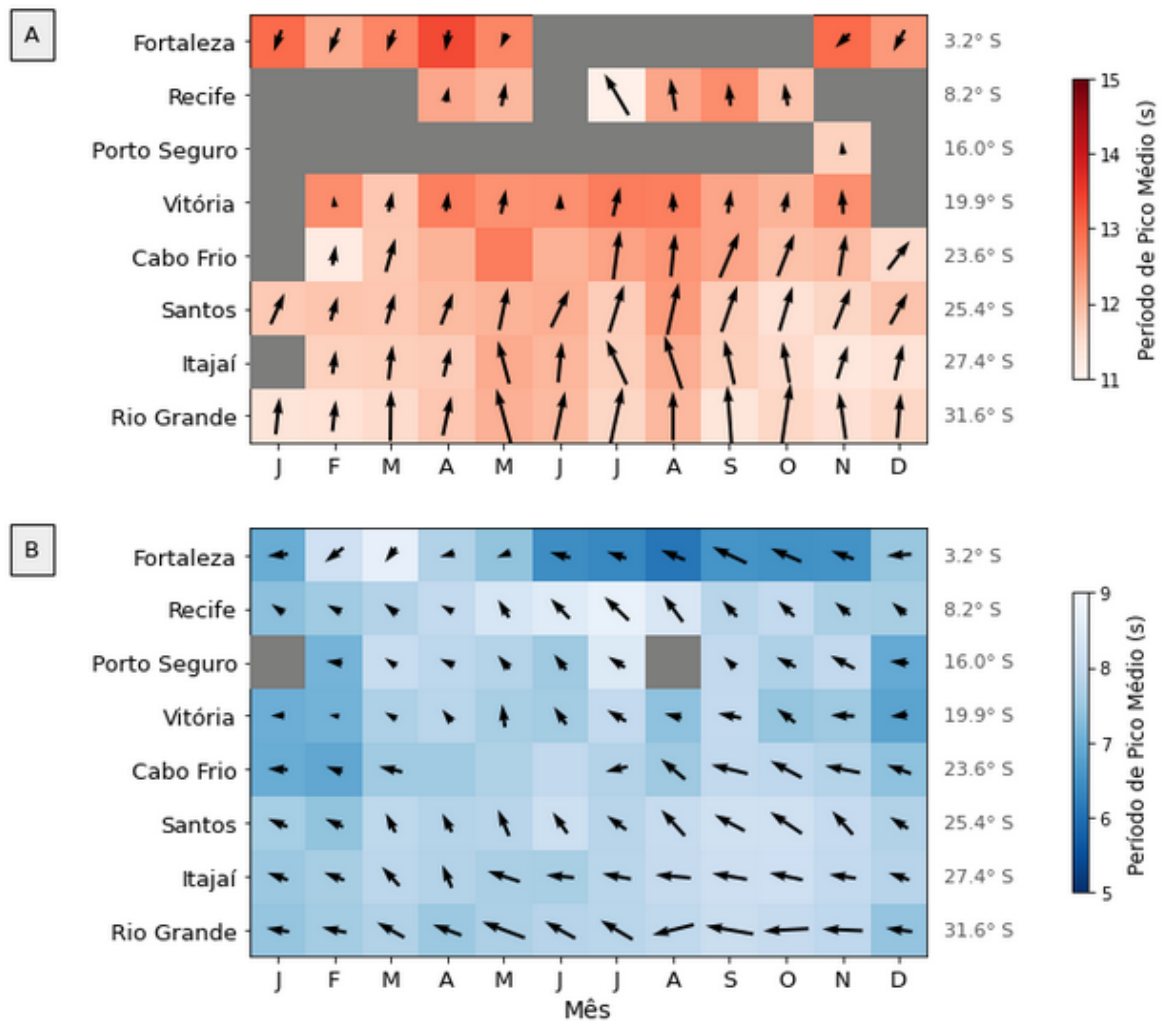 A
Fortaleza 3.2° S
Recife 8.2° S
Porto Seguro 16.0° S
Vitória 19.9° S
Cabo Frio 23.6° S
Santos 25.4° S
Itajaí 27.4° S
Rio Grande 31.6° S
J F M A M J J A S O N D
15
14
13
12
11
Período de Pico Médio (s)
B
Fortaleza 3.2° S
Recife 8.2° S
Porto Seguro 16.0° S
Vitória 19.9° S
Cabo Frio 23.6° S
Santos 25.4° S
Itajaí 27.4° S
Rio Grande 31.6° S
J F M A M J J A S O N D
Mês
9
8
7
6
5
Período de Pico Médio (s)